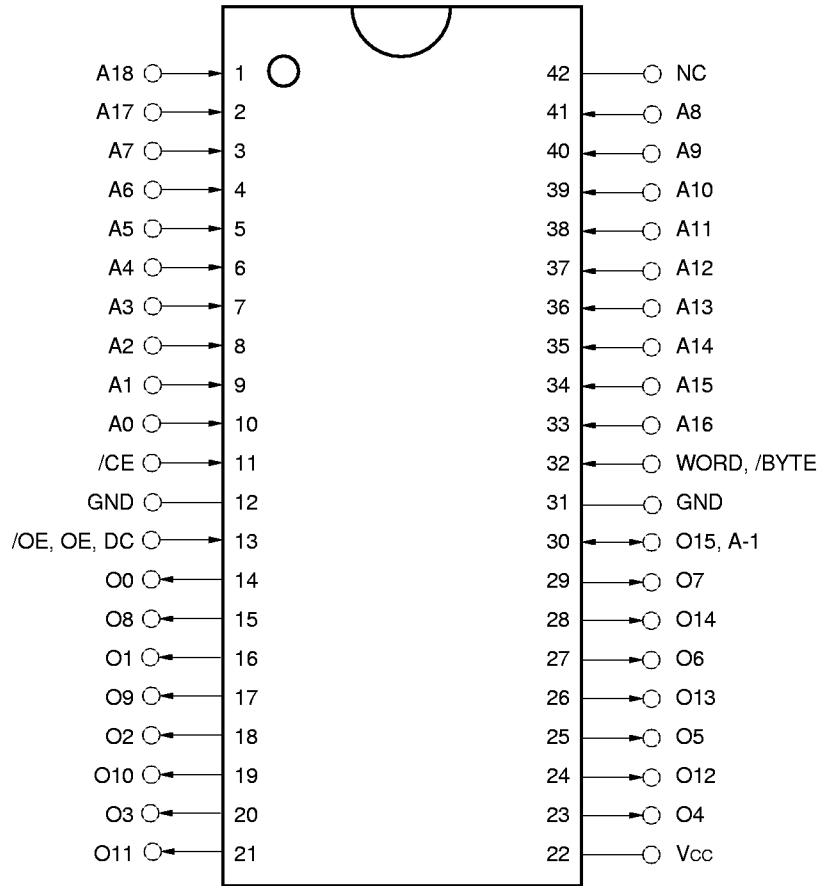 A18 1 42 NC
A17 2 41 A8
A7 3 40 A9
A6 4 39 A10
A5 5 38 A11
A4 6 37 A12
A3 7 36 A13
A2 8 35 A14
A1 9 34 A15
A0 10 33 A16
/CE 11 32 WORD, /BYTE
GND 12 31 GND
/OE, OE, DC 13 30 O15, A-1
O0 14 29 O7
O8 15 28 O14
O1 16 27 O6
O9 17 26 O13
O2 18 25 O5
O10 19 24 O12
O3 20 23 O4
O11 21 22 Vcc